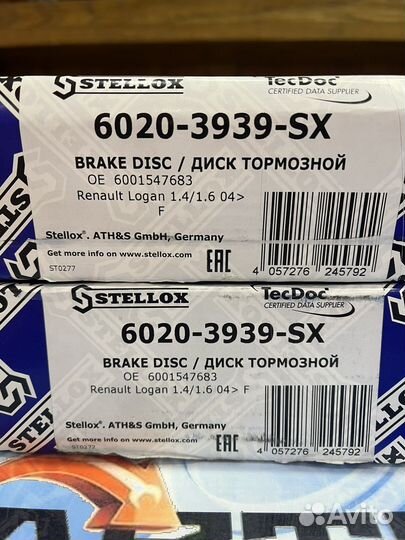 STELLOX
TecDoc
CERTIFIED DATA SUPPLIER
6020-3939-SX
BRAKE DISC / ДИСК ТОРМОЗНОЙ
OE 6001547683
Renault Logan 1.4/1.6 04>
F
Stellox®. ATH&S GmbH, Germany
Get more info on www.stellox.com
ST0277
EAC
4 057276 245792
STELLOX
TecDoc
CERTIFIED DATA SUPPLIER
6020-3939-SX
BRAKE DISC / ДИСК ТОРМОЗНОЙ
OE 6001547683
Renault Logan 1.4/1.6 04> F
Stellox®. ATH&S GmbH, Germany
Get more info on www.stellox.com
ST0277
EAC
4 057276 245792
Avito